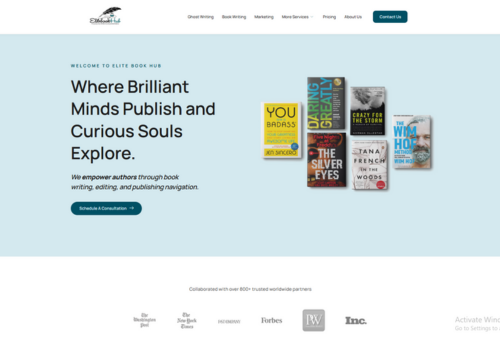 EliteBook Hub
Ghost Writing
Book Writing
Marketing
More Services
Pricing
About Us
Contact Us
WELCOME TO ELITE BOOK HUB
Where Brilliant
Minds Publish and
Curious Souls
Explore.
We empower authors through book
writing, editing, and publishing navigation.
Schedule A Consultation →
YOU
ARE A
BADASS
JEN SINCERO
DARING
GREATLY
CRAZY FOR
THE STORM
THE
WIM
HOF
METHOD
THE SILVER
EYES
TANA
FRENCH
IN THE
WOODS
Collaborated with over 800+ trusted worldwide partners
The
Washington
Post
The
New York
Times
Forbes
PW
Inc.
Activate Wind
Go to Settings to